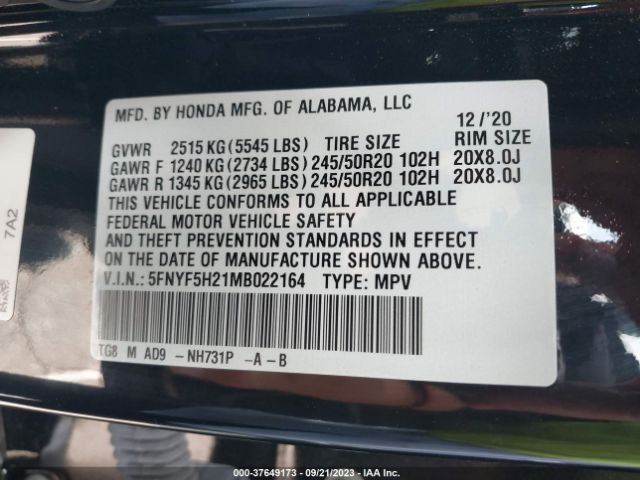 MFD. BY HONDA MFG. OF ALABAMA, LLC 12 /'20
GVWR 2515 KG (5545 LBS) TIRE SIZE RIM SIZE
GAWR F 1240 KG (2734 LBS) 245/50R20 102H 20X8.0J
GAWR R 1345 KG (2965 LBS) 245/50R20 102H 20X8.0J
THIS VEHICLE CONFORMS TO ALL APPLICABLE
FEDERAL MOTOR VEHICLE SAFETY
AND THEFT PREVENTION STANDARDS IN EFFECT
ON THE DATE OF MANUFACTURE SHOWN ABOVE.
V.I.N.: 5FNYF5H21MB022164 TYPE: MPV
TG8 M AD9 -NH731P -A-B
7A2
000-37649173 - 09/21/2023 - IAA Inc.